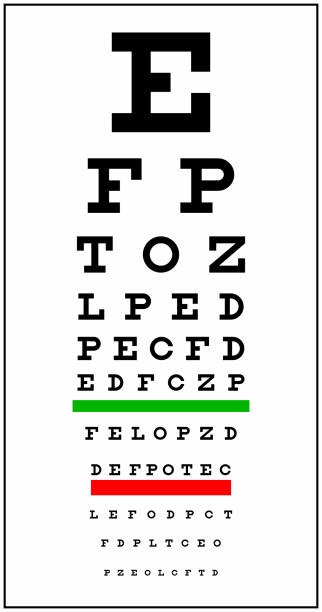 E
F P
T O Z
L P E D
P E C F D
E D F C Z P
F E L O P Z D
D E F P O T E C
L E F O D P C T
F D P L T C E O
P Z E O L C F T D